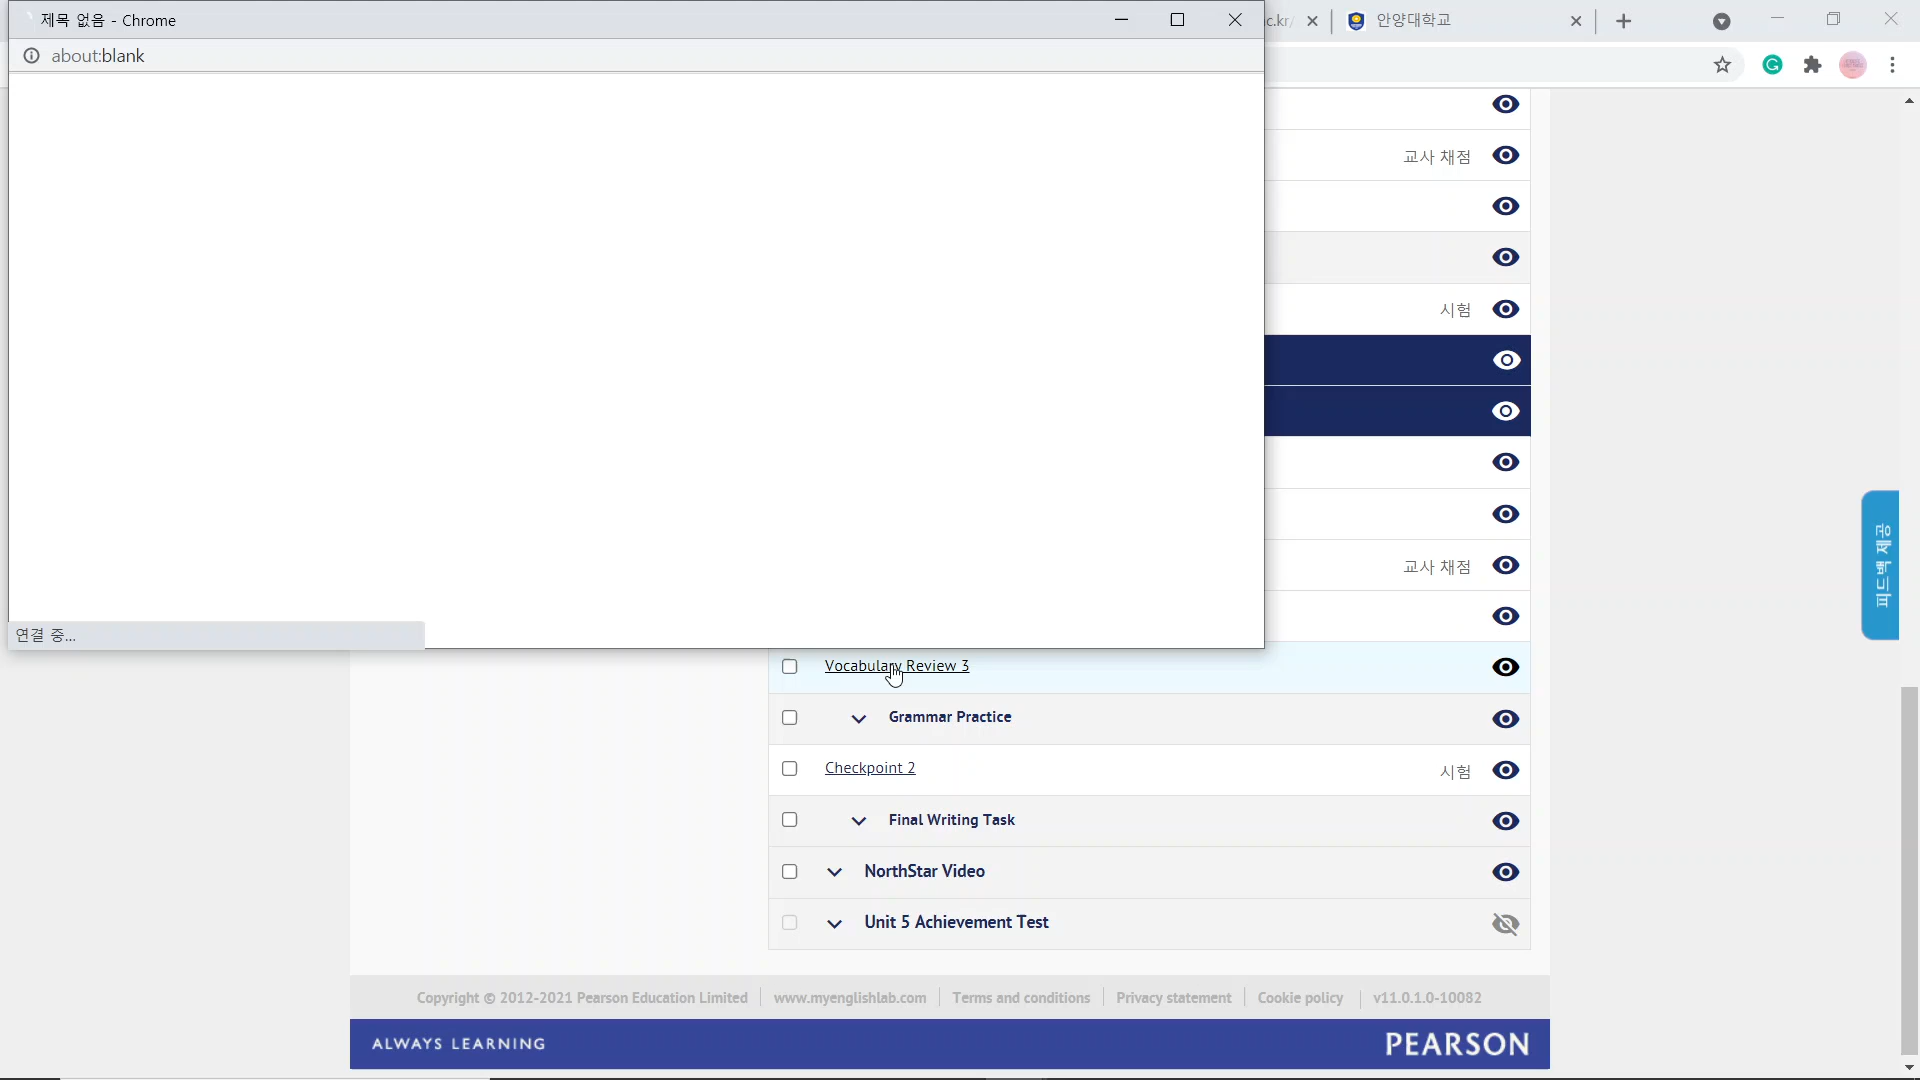 제목 없음 - Chrome
c.kr/
안양대학교
about:blank
교사 채점
시험
교사 채점
피드백 제공
연결 중...
Vocabulary Review 3
Grammar Practice
Checkpoint 2
시험
Final Writing Task
NorthStar Video
Unit 5 Achievement Test
Copyright © 2012-2021 Pearson Education Limited
www.myenglishlab.com
Terms and conditions
Privacy statement
Cookie policy
v11.0.1.0-10082
ALWAYS LEARNING
PEARSON